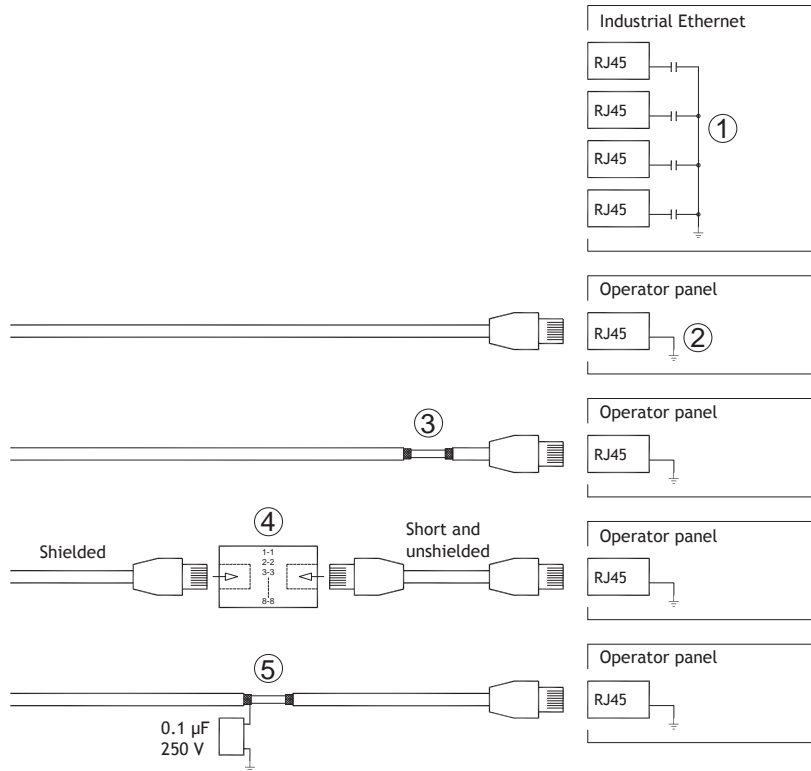 Industrial Ethernet
RJ45
RJ45
1
RJ45
RJ45
Operator panel
RJ45
2
Operator panel
3
RJ45
Operator panel
4
Shielded
1-1
2-2
3-3
8-8
Short and
unshielded
RJ45
Operator panel
5
RJ45
0.1 µF
250 V